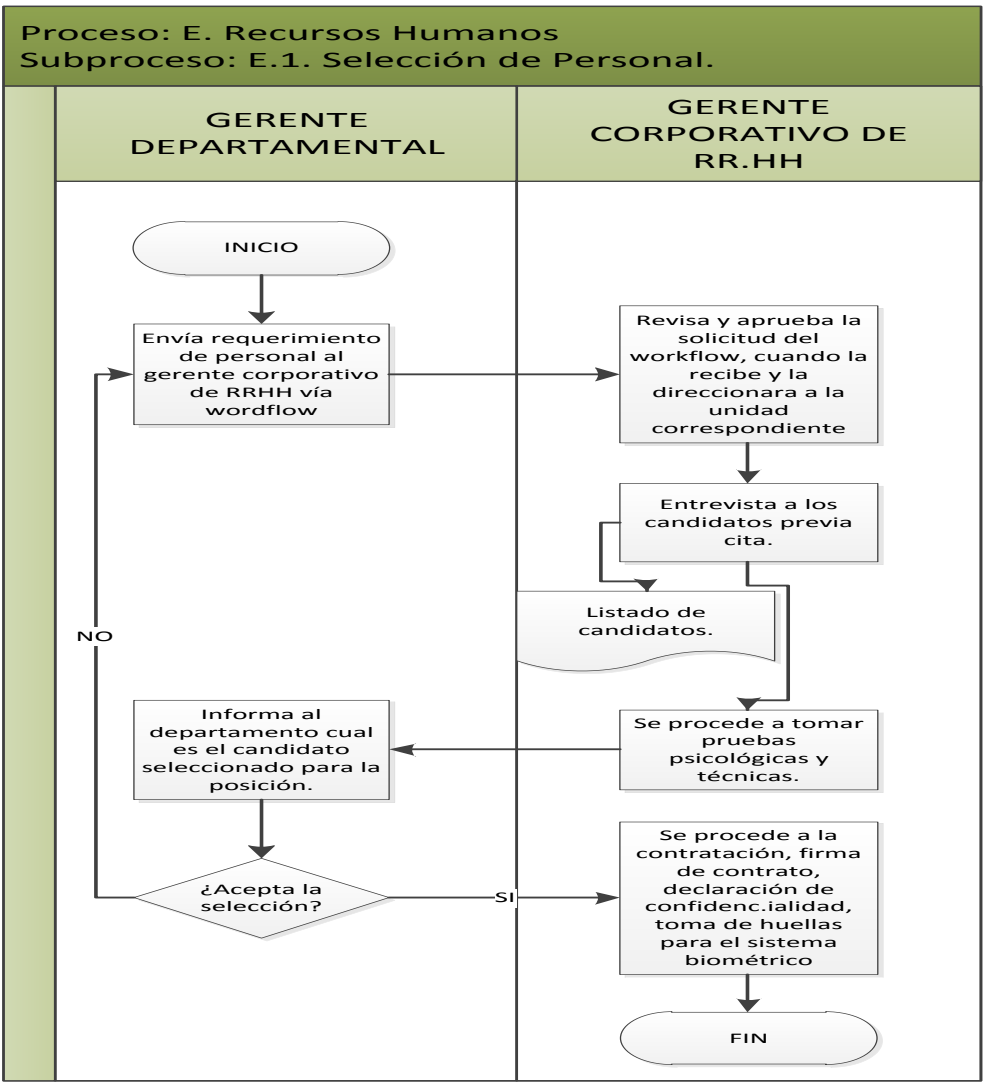 Proceso: E. Recursos Humanos
Subproceso: E.1. Selección de Personal.
GERENTE
DEPARTAMENTAL
GERENTE
CORPORATIVO DE
RR.HH
INICIO
Envía requerimiento
de personal al
gerente corporativo
de RRHH vía
wordflow
Revisa y aprueba la
solicitud del
workflow, cuando la
recibe y la
direccionara a la
unidad
correspondiente
Entrevista a los
candidatos previa
cita.
Listado de
candidatos.
NO
Se procede a tomar
pruebas
psicológicas y
técnicas.
Informa al
departamento cual
es el candidato
seleccionado para la
posición.
¿Acepta la
selección?
SI
Se procede a la
contratación, firma
de contrato,
declaración de
confidenc.ialidad,
toma de huellas
para el sistema
biométrico
FIN